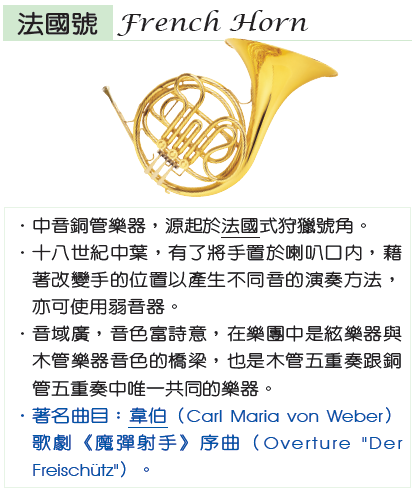 法國號 French Horn
・中音銅管樂器，源起於法國式狩獵號角。
・十八世紀中葉，有了將手置於喇叭口內，藉
著改變手的位置以產生不同音的演奏方法，
亦可使用弱音器。
・音域廣，音色富詩意，在樂團中是絃樂器與
木管樂器音色的橋梁，也是木管五重奏跟銅
管五重奏中唯一共同的樂器。
・著名曲目：韋伯（Carl Maria von Weber）
歌劇《魔彈射手》序曲（Overture "Der
Freischütz"）。